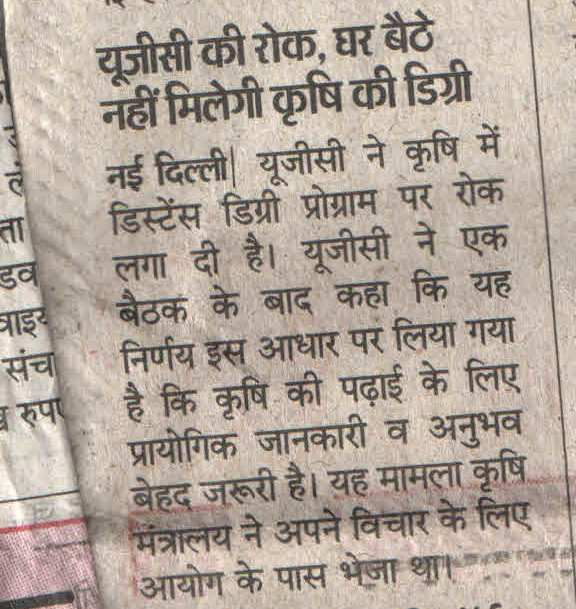 यूजीसी की रोक, घर बैठे
नहीं मिलेगी कृषि की डिग्री
नई दिल्ली| यूजीसी ने कृषि में
डिस्टेंस डिग्री प्रोग्राम पर रोक
लगा दी है। यूजीसी ने एक
बैठक के बाद कहा कि यह
निर्णय इस आधार पर लिया गया
है कि कृषि की पढ़ाई के लिए
प्रायोगिक जानकारी व अनुभव
बेहद जरूरी है। यह मामला कृषि
मंत्रालय ने अपने विचार के लिए
आयोग के पास भेजा था।